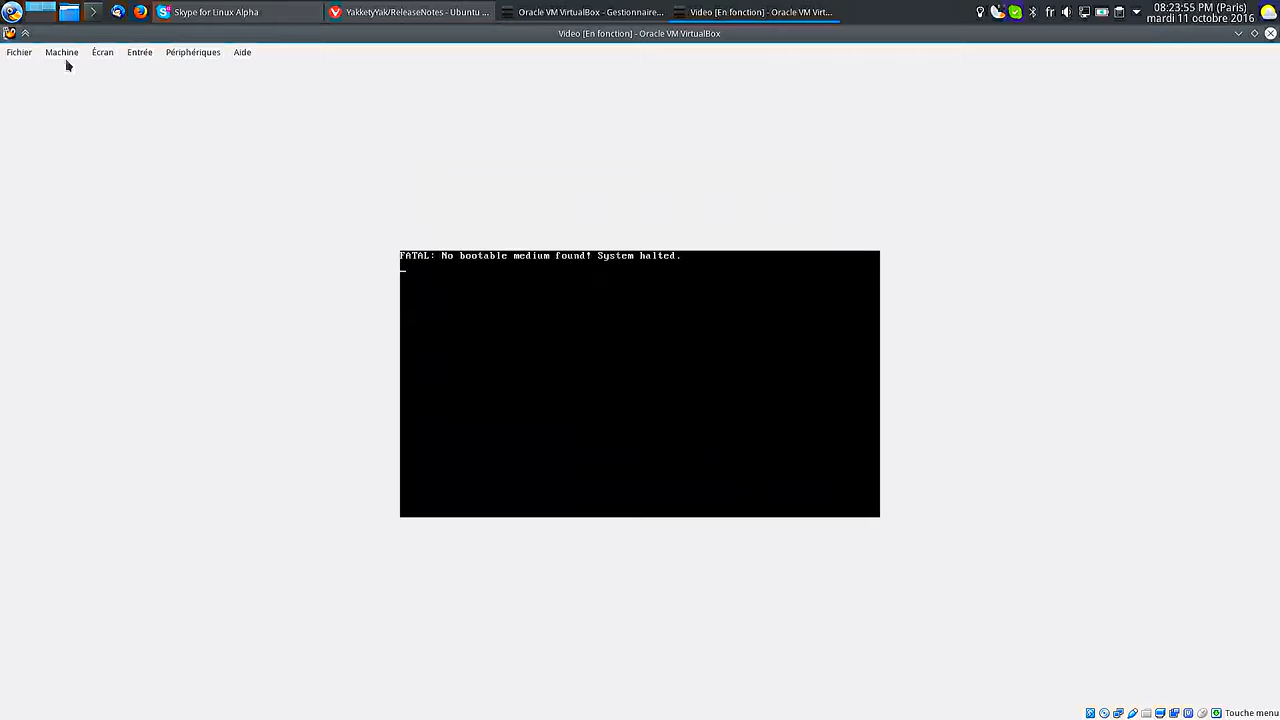 Skype for Linux Alpha
YakketyYak/ReleaseNotes - Ubuntu ...
Oracle VM VirtualBox - Gestionnaire...
Video [En fonction] - Oracle VM Virt...
fr
08:23:55 PM (Paris)
mardi 11 octobre 2016
Video [En fonction] - Oracle VM VirtualBox
Fichier Machine Écran Entrée Périphériques Aide
FATAL: No bootable medium found! System halted.
Touche menu